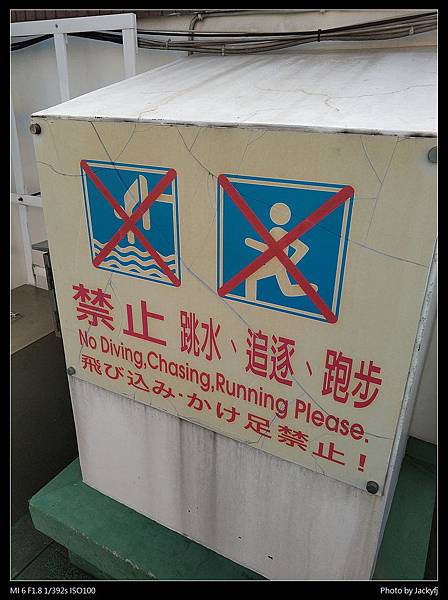 禁止 跳水、追逐、跑步
No Diving,Chasing,Running Please.
飛び込み・かけ足禁止！
MI 6 F1.8 1/392s ISO100
Photo by Jackyfj